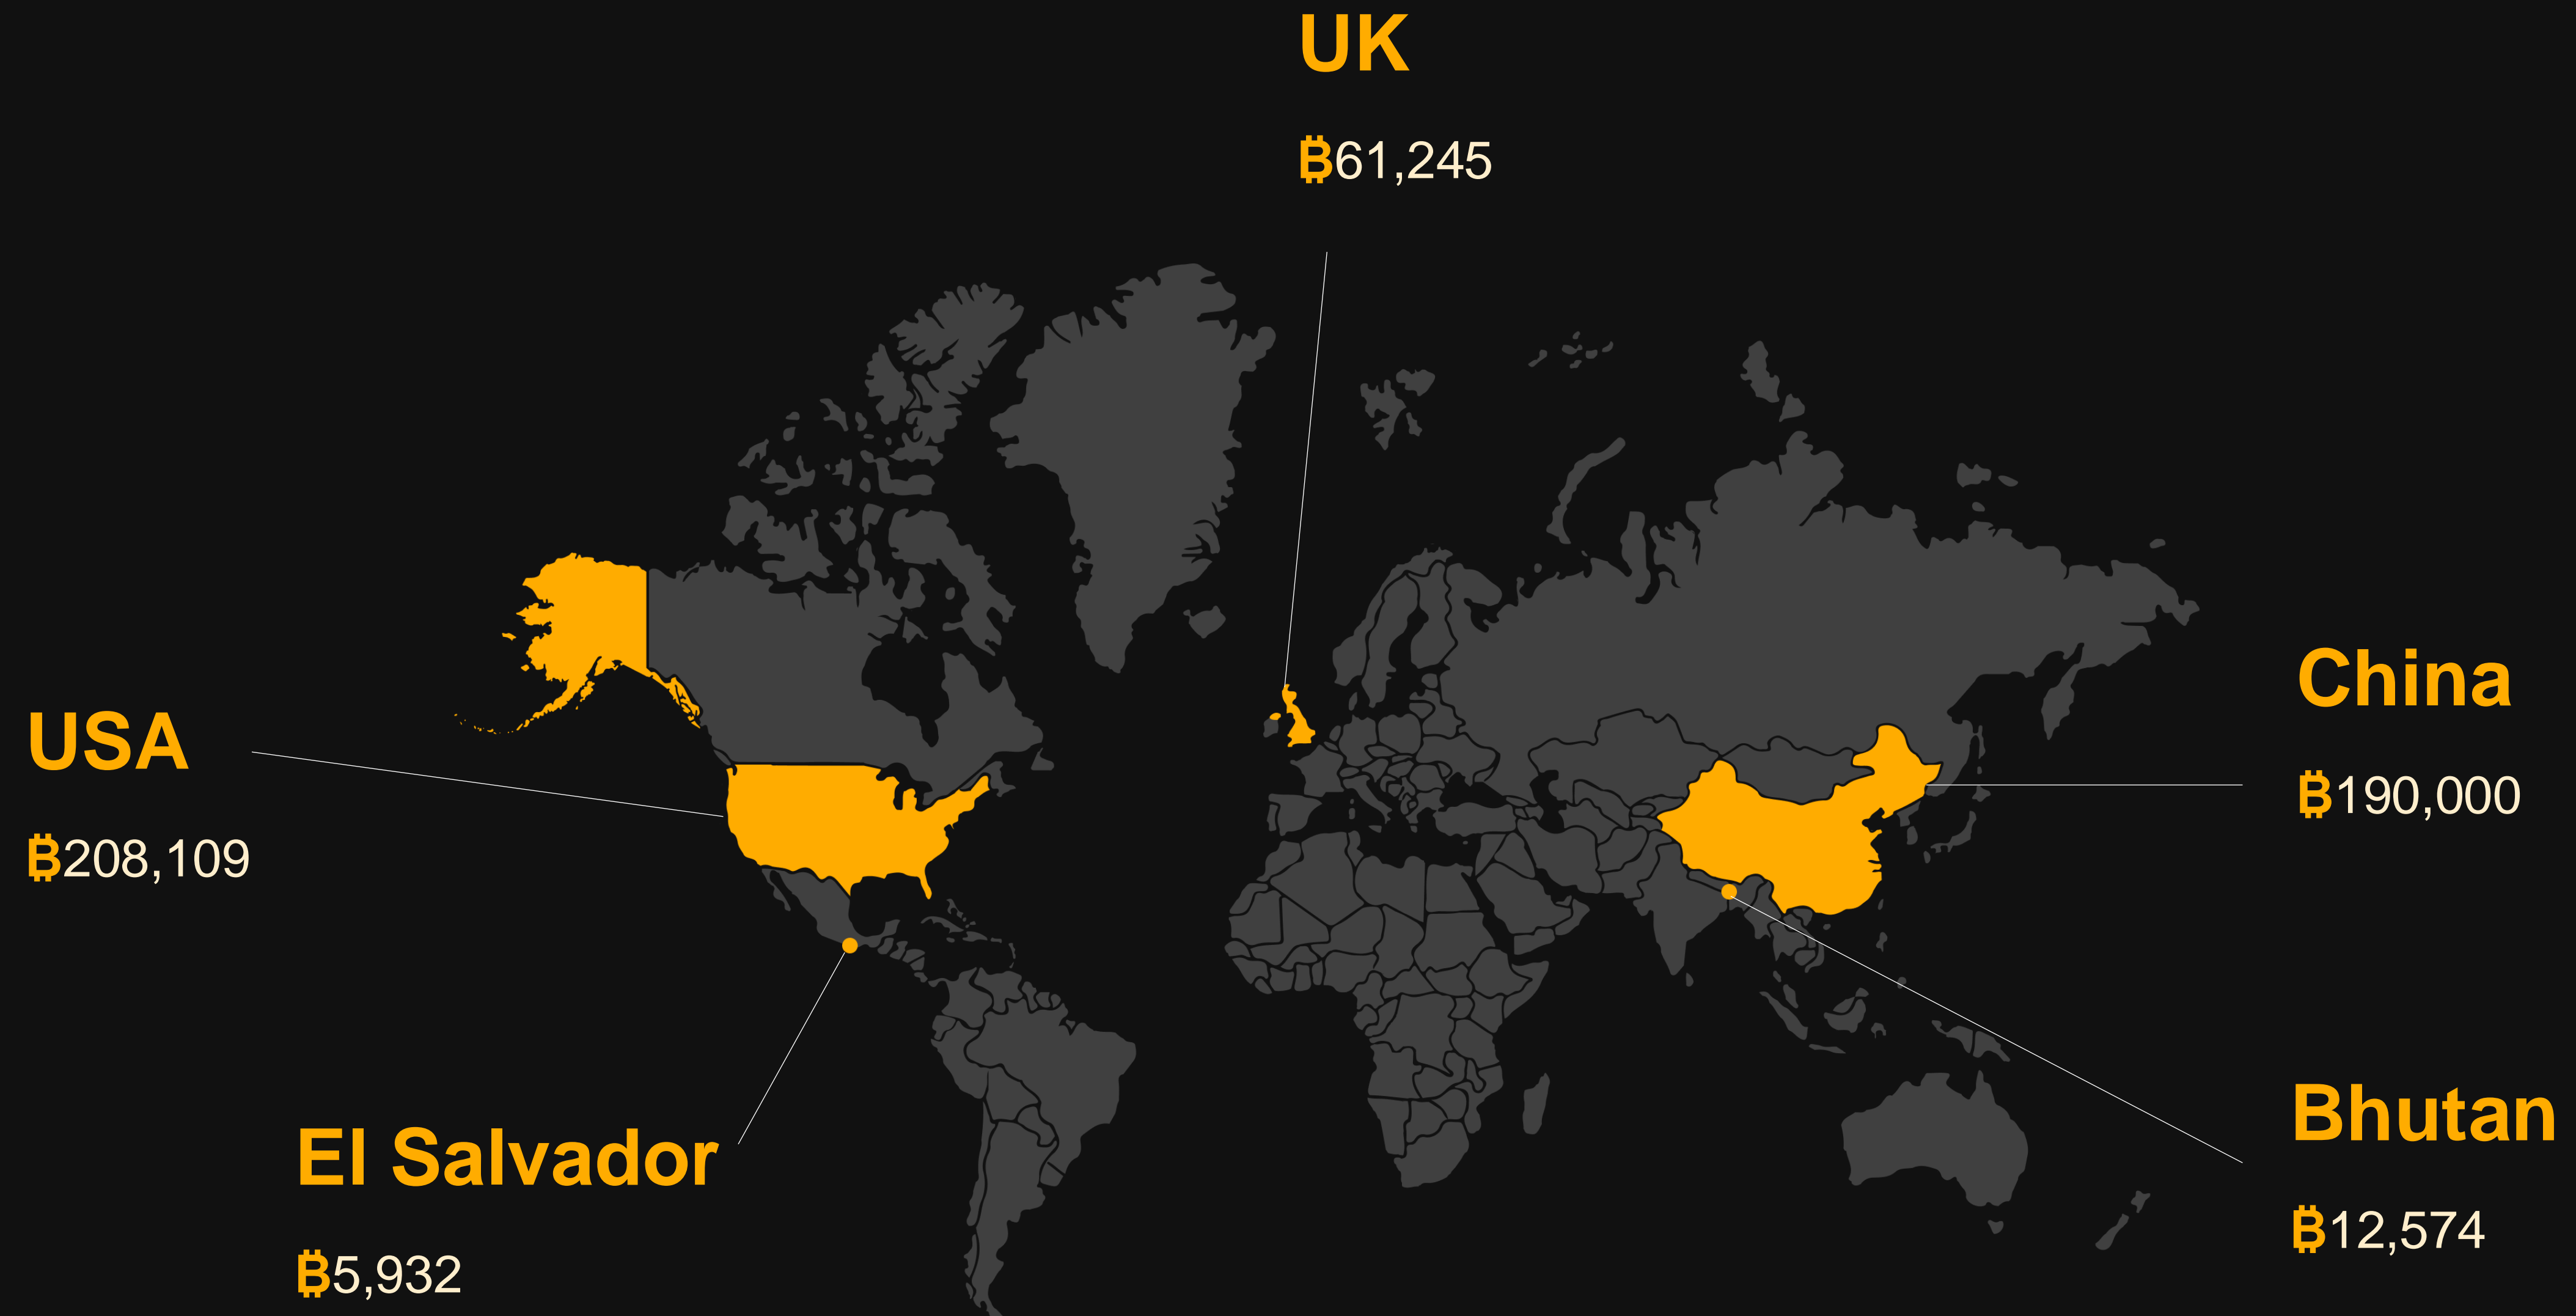 UK
₿61,245
USA
₿208,109
China
₿190,000
El Salvador
₿5,932
Bhutan
₿12,574